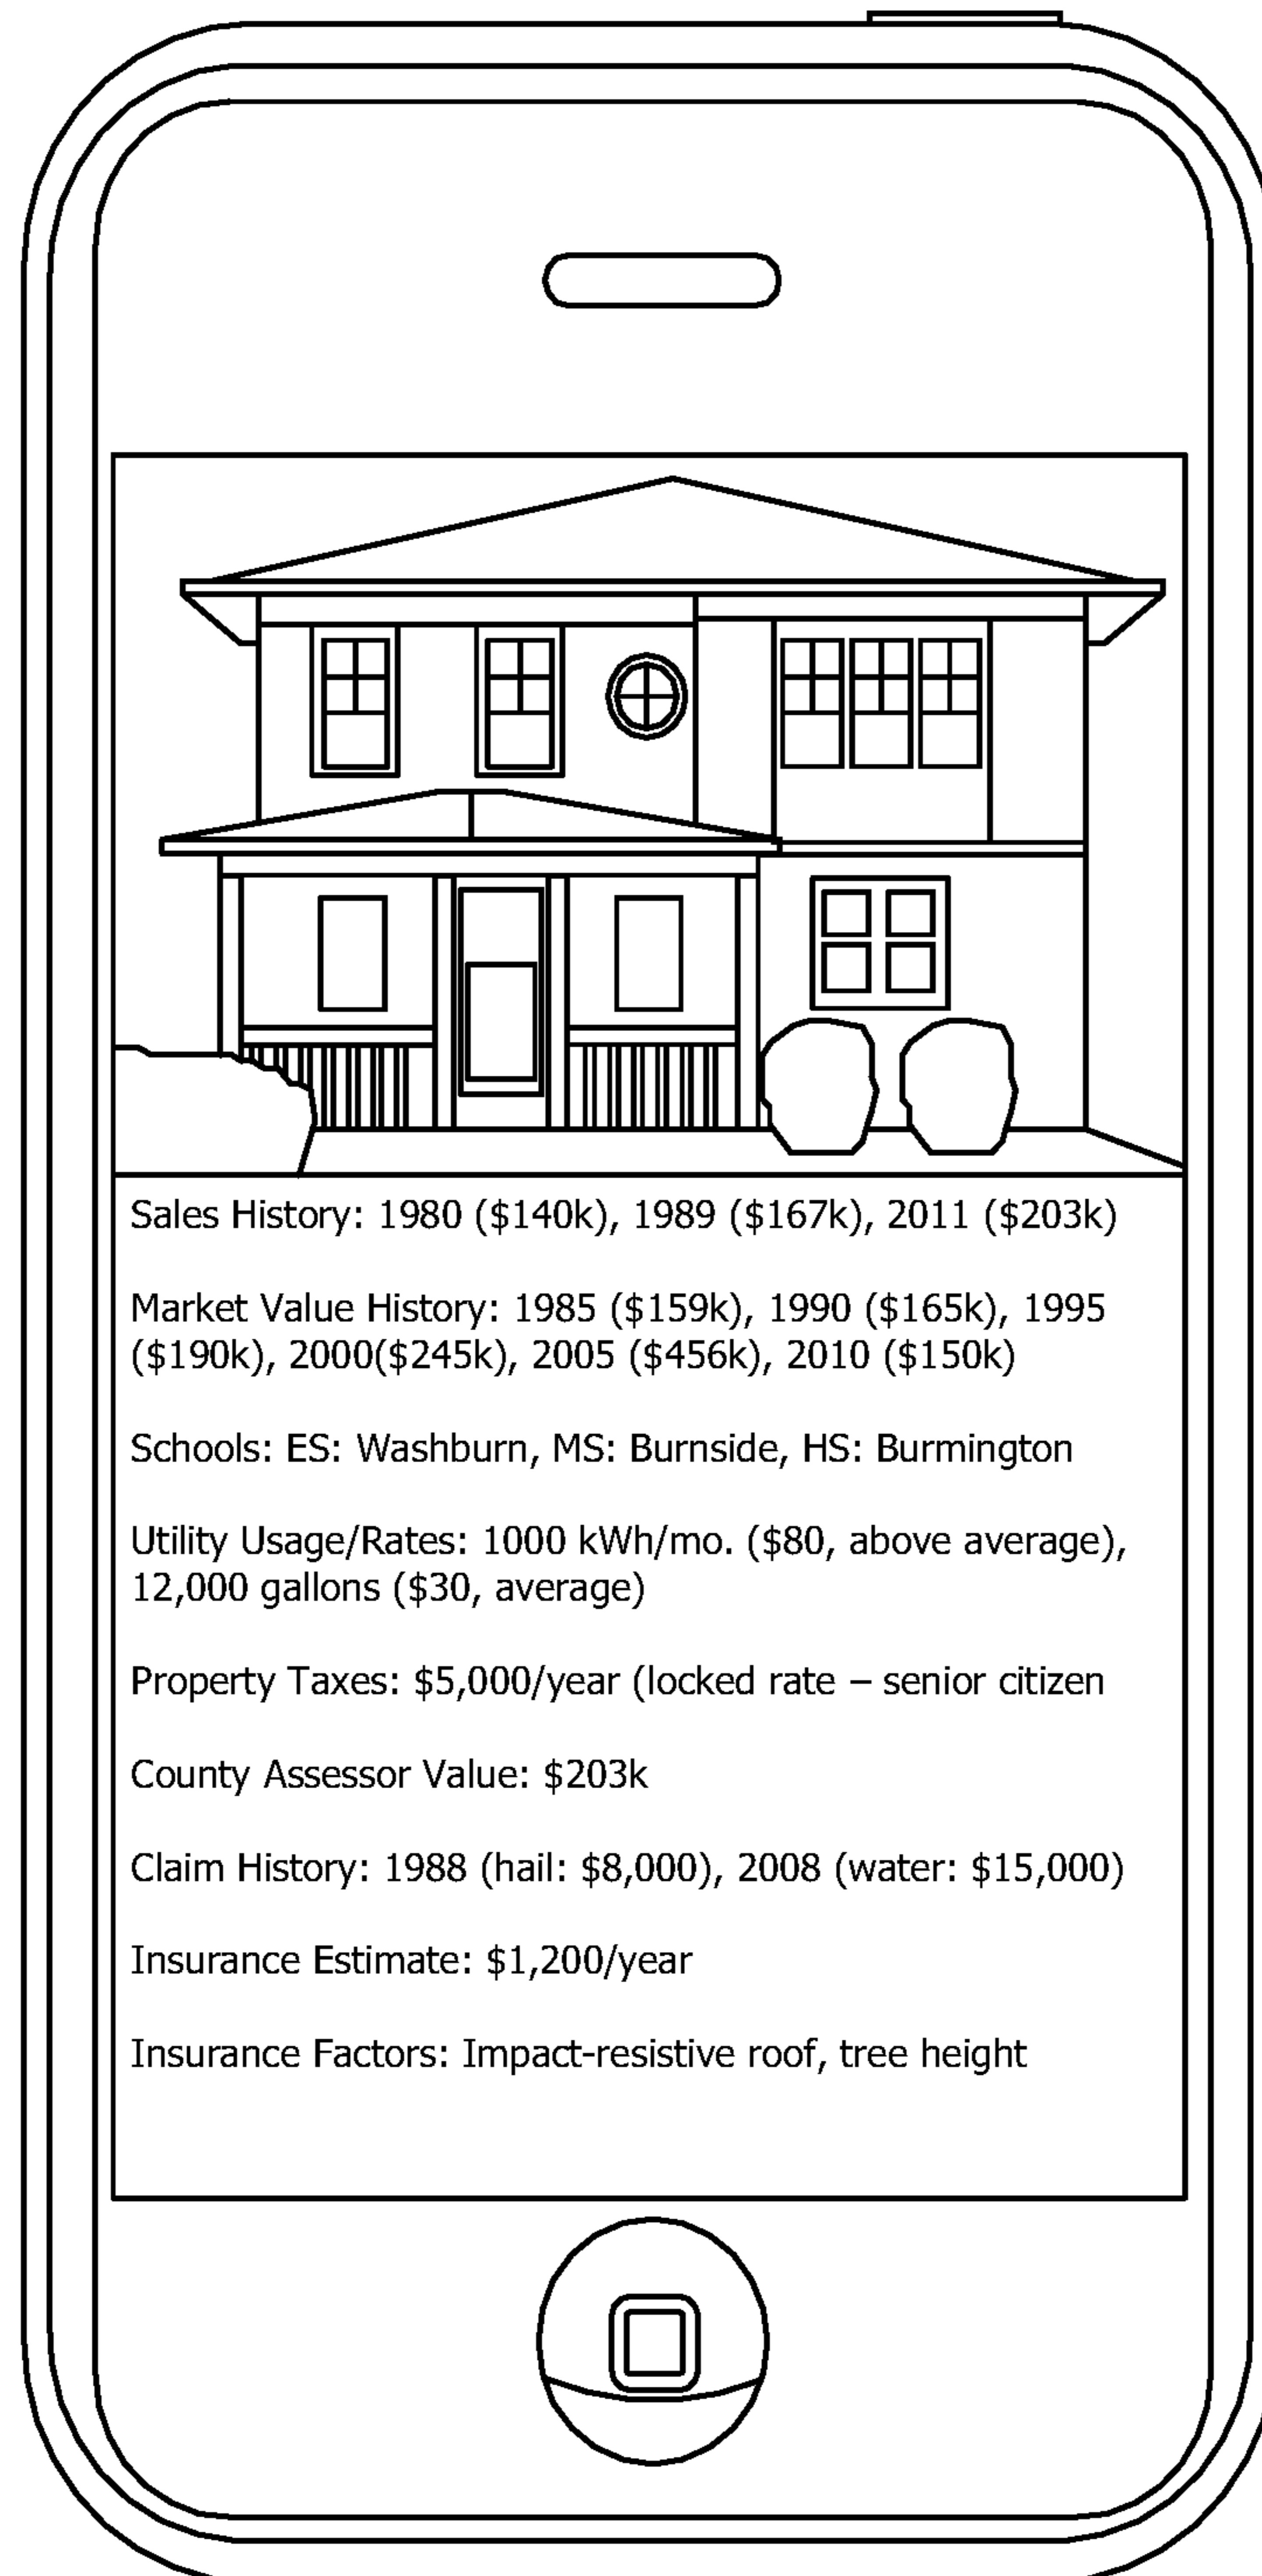 Sales History: 1980 ($140k), 1989 ($167k), 2011 ($203k)
Market Value History: 1985 ($159k), 1990 ($165k), 1995
($190k), 2000($245k), 2005 ($456k), 2010 ($150k)
Schools: ES: Washburn, MS: Burnside, HS: Burmington
Utility Usage/Rates: 1000 kWh/mo. ($80, above average),
12,000 gallons ($30, average)
Property Taxes: $5,000/year (locked rate – senior citizen
County Assessor Value: $203k
Claim History: 1988 (hail: $8,000), 2008 (water: $15,000)
Insurance Estimate: $1,200/year
Insurance Factors: Impact-resistive roof, tree height